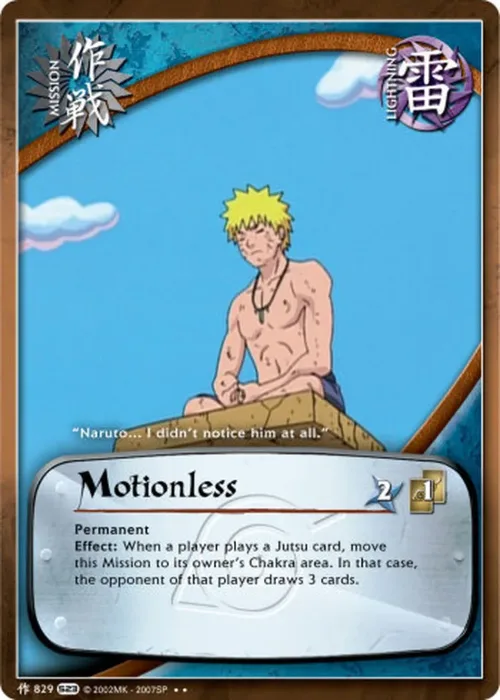 MISSION
作戦
LIGHTNING
雷
"Naruto... I didn't notice him at all."
Motionless
2
1
Permanent
Effect: When a player plays a Jutsu card, move
this Mission to its owner's Chakra area. In that case,
the opponent of that player draws 3 cards.
作 829 S23 © 2002MK - 2007SP